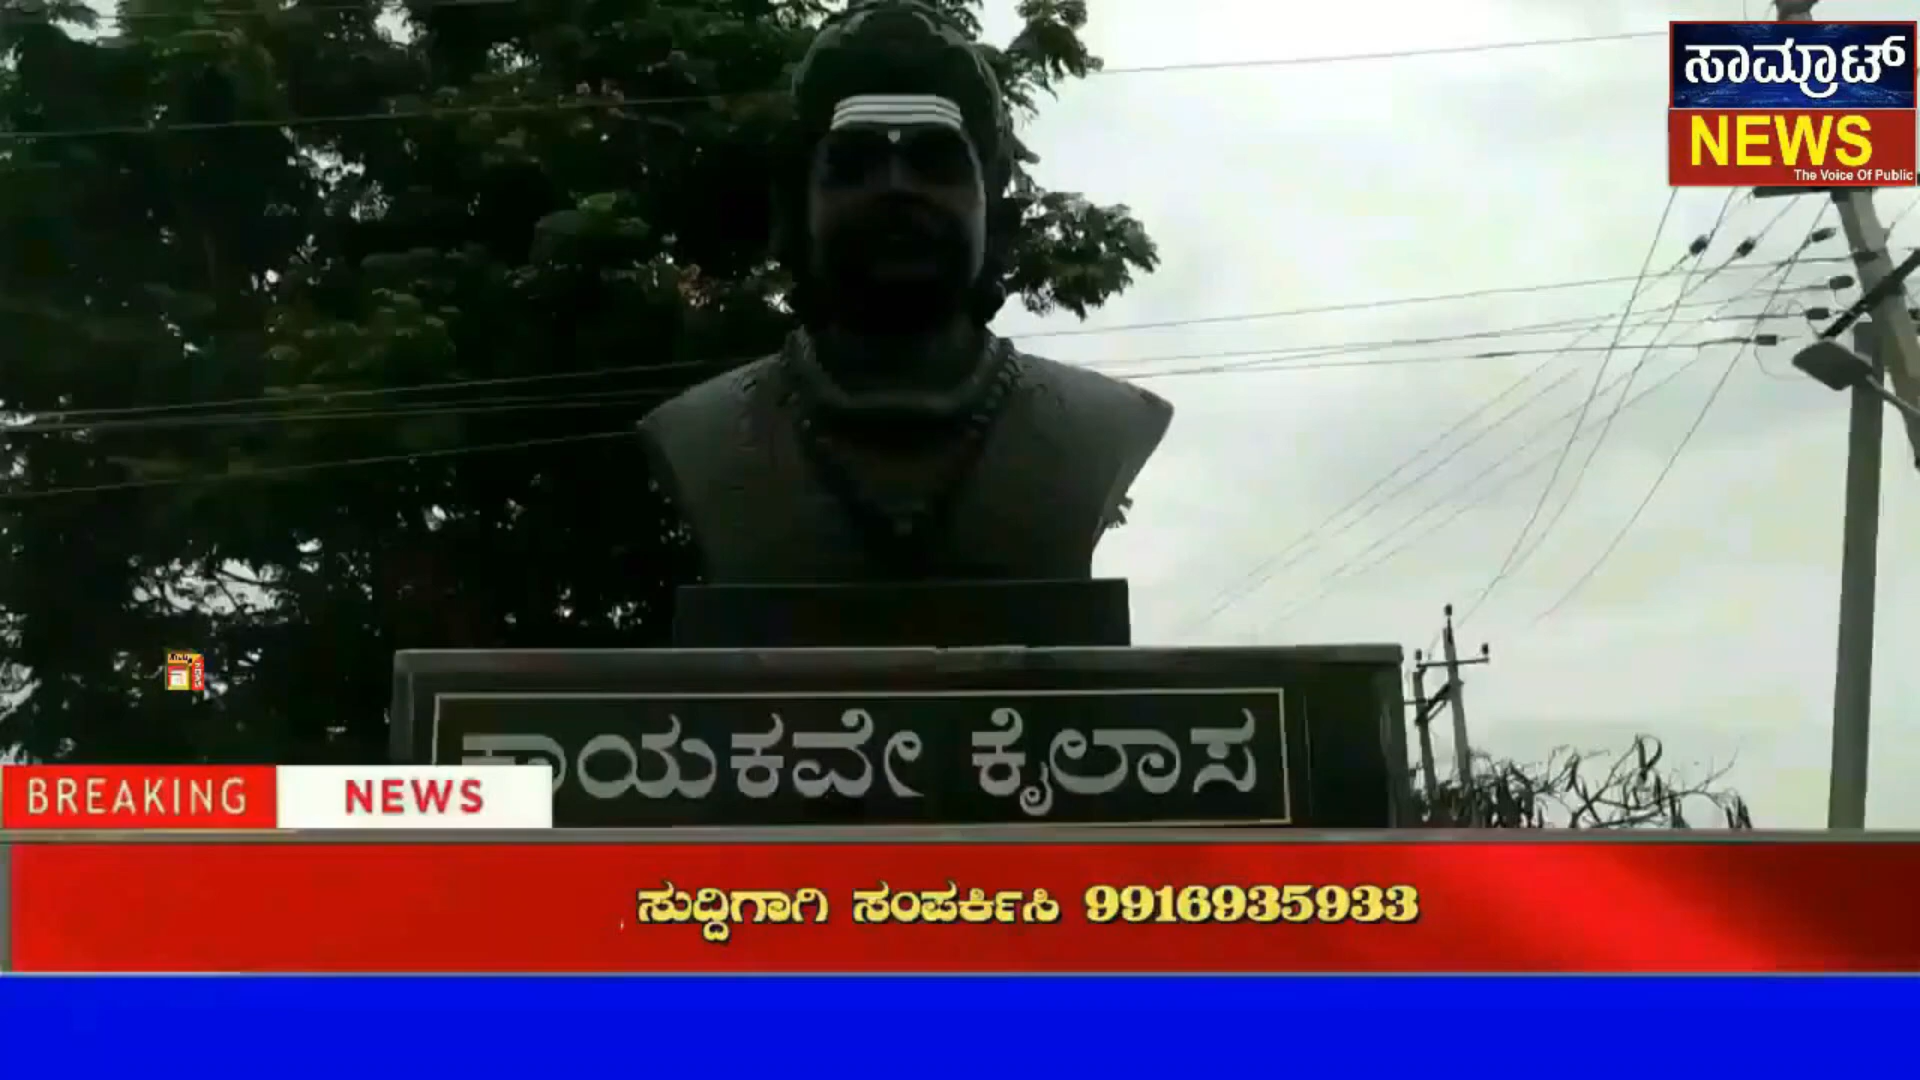 ಸಾಮ್ರಾಟ್
NEWS
The Voice Of Public
ಕಾಯಕವೇ ಕೈಲಾಸ
BREAKING NEWS
ಸುದ್ದಿಗಾಗಿ ಸಂಪರ್ಕಿಸಿ 9916935933